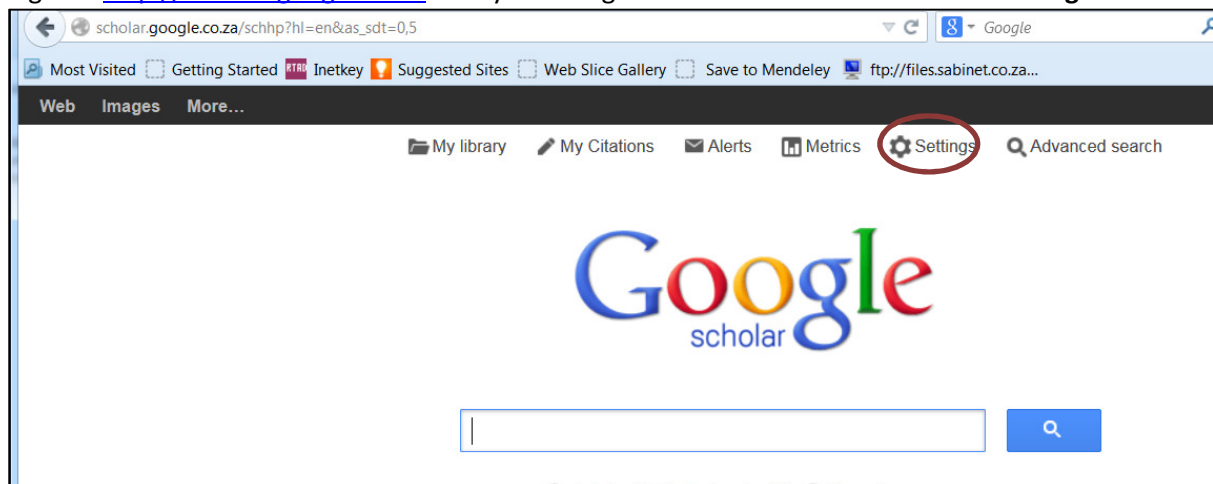 scholar.google.co.za/schhp?hl=en&as_sdt=0,5 8 Google
Most Visited Getting Started RTAD Inetkey Suggested Sites Web Slice Gallery Save to Mendeley ftp://files.sabinet.co.za...
Web Images More...
My library My Citations Alerts Metrics Settings Advanced search
Google
scholar